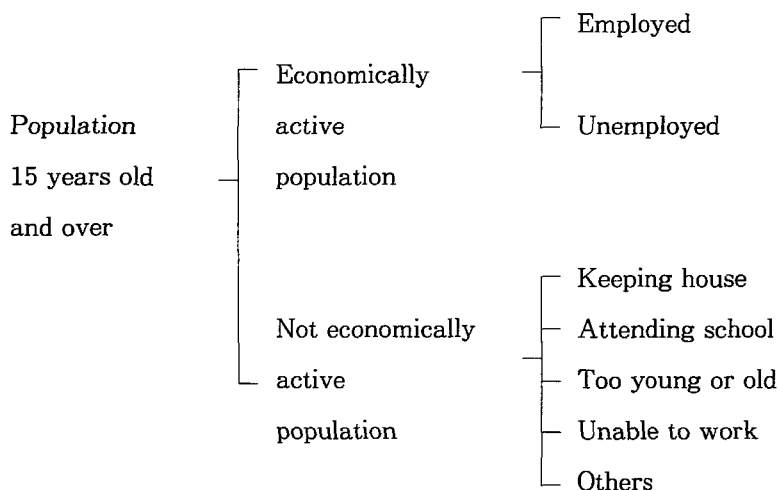 Population
15 years old
and over
Economically
active
population
Employed
Unemployed
Not economically
active
population
Keeping house
Attending school
Too young or old
Unable to work
Others